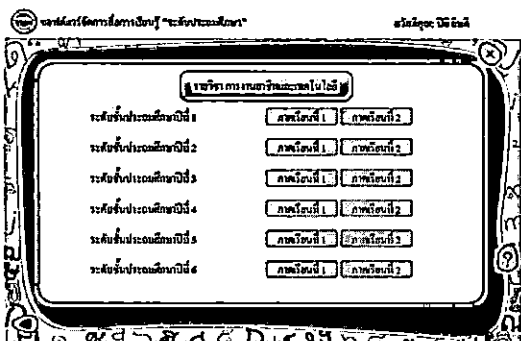 ซอฟต์แวร์จัดการสื่อการเรียนรู้ "ระดับประถมศึกษา"
สวัสดีคุณ:
รายวิชา การงานอาชีพและเทคโนโลยี
ระดับชั้นประถมศึกษาปีที่ 1 ภาคเรียนที่ 1 ภาคเรียนที่ 2
ระดับชั้นประถมศึกษาปีที่ 2 ภาคเรียนที่ 1 ภาคเรียนที่ 2
ระดับชั้นประถมศึกษาปีที่ 3 ภาคเรียนที่ 1 ภาคเรียนที่ 2
ระดับชั้นประถมศึกษาปีที่ 4 ภาคเรียนที่ 1 ภาคเรียนที่ 2
ระดับชั้นประถมศึกษาปีที่ 5 ภาคเรียนที่ 1 ภาคเรียนที่ 2
ระดับชั้นประถมศึกษาปีที่ 6 ภาคเรียนที่ 1 ภาคเรียนที่ 2